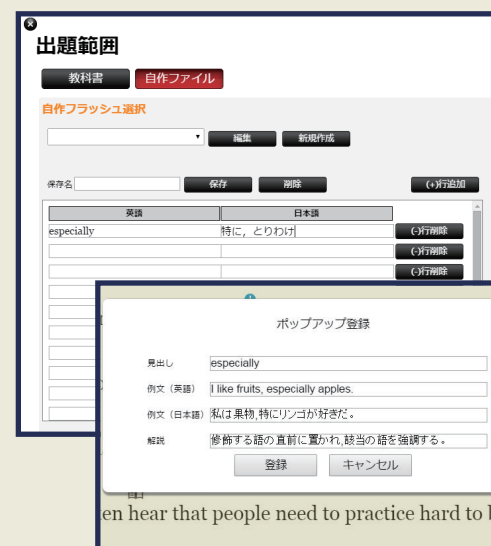 出題範囲
教科書 自作ファイル
自作フラッシュ選択
編集 新規作成
保存名 保存 削除 (+)行追加
英語 日本語
especially 特に，とりわけ (-)行削除
(-)行削除
(-)行削除
ポップアップ登録
見出し especially
例文（英語） I like fruits, especially apples.
例文（日本語） 私は果物,特にリンゴが好きだ。
解説 修飾する語の直前に置かれ,該当の語を強調する。
登録 キャンセル
en hear that people need to practice hard to